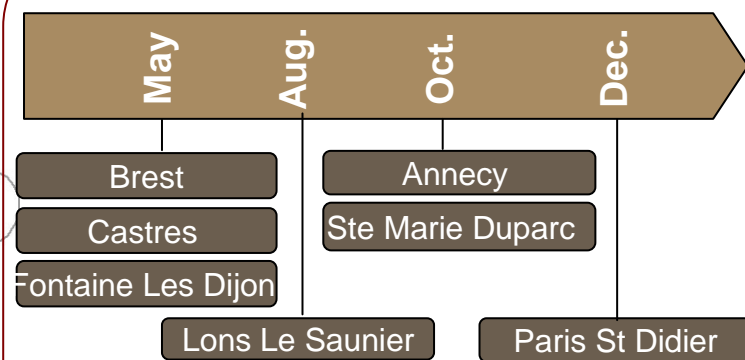 May
Aug.
Oct.
Dec.
Brest
Castres
Fontaine Les Dijon
Annecy
Ste Marie Duparc
Lons Le Saunier
Paris St Didier